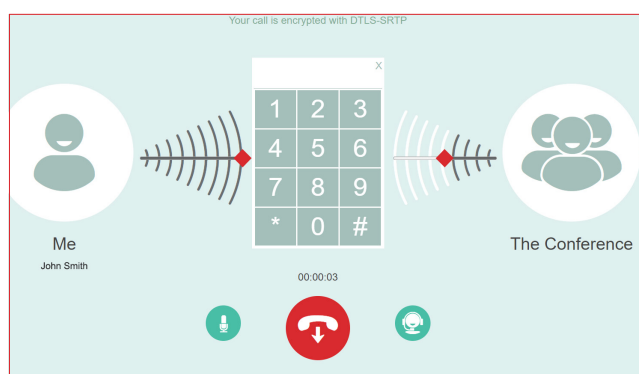 Your call is encrypted with DTLS-SRTP
X
1 2 3
4 5 6
7 8 9
* 0 #
Me
John Smith
The Conference
00:00:03